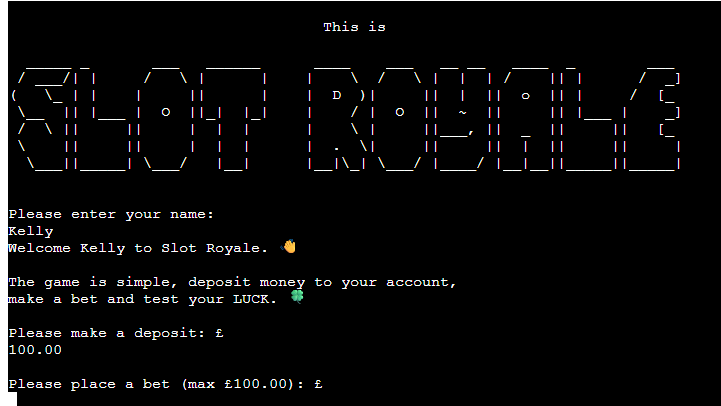 This is
SLOT ROYALE
Please enter your name:
Kelly
Welcome Kelly to Slot Royale. 👋
The game is simple, deposit money to your account,
make a bet and test your LUCK. 🍀
Please make a deposit: £
100.00
Please place a bet (max £100.00): £